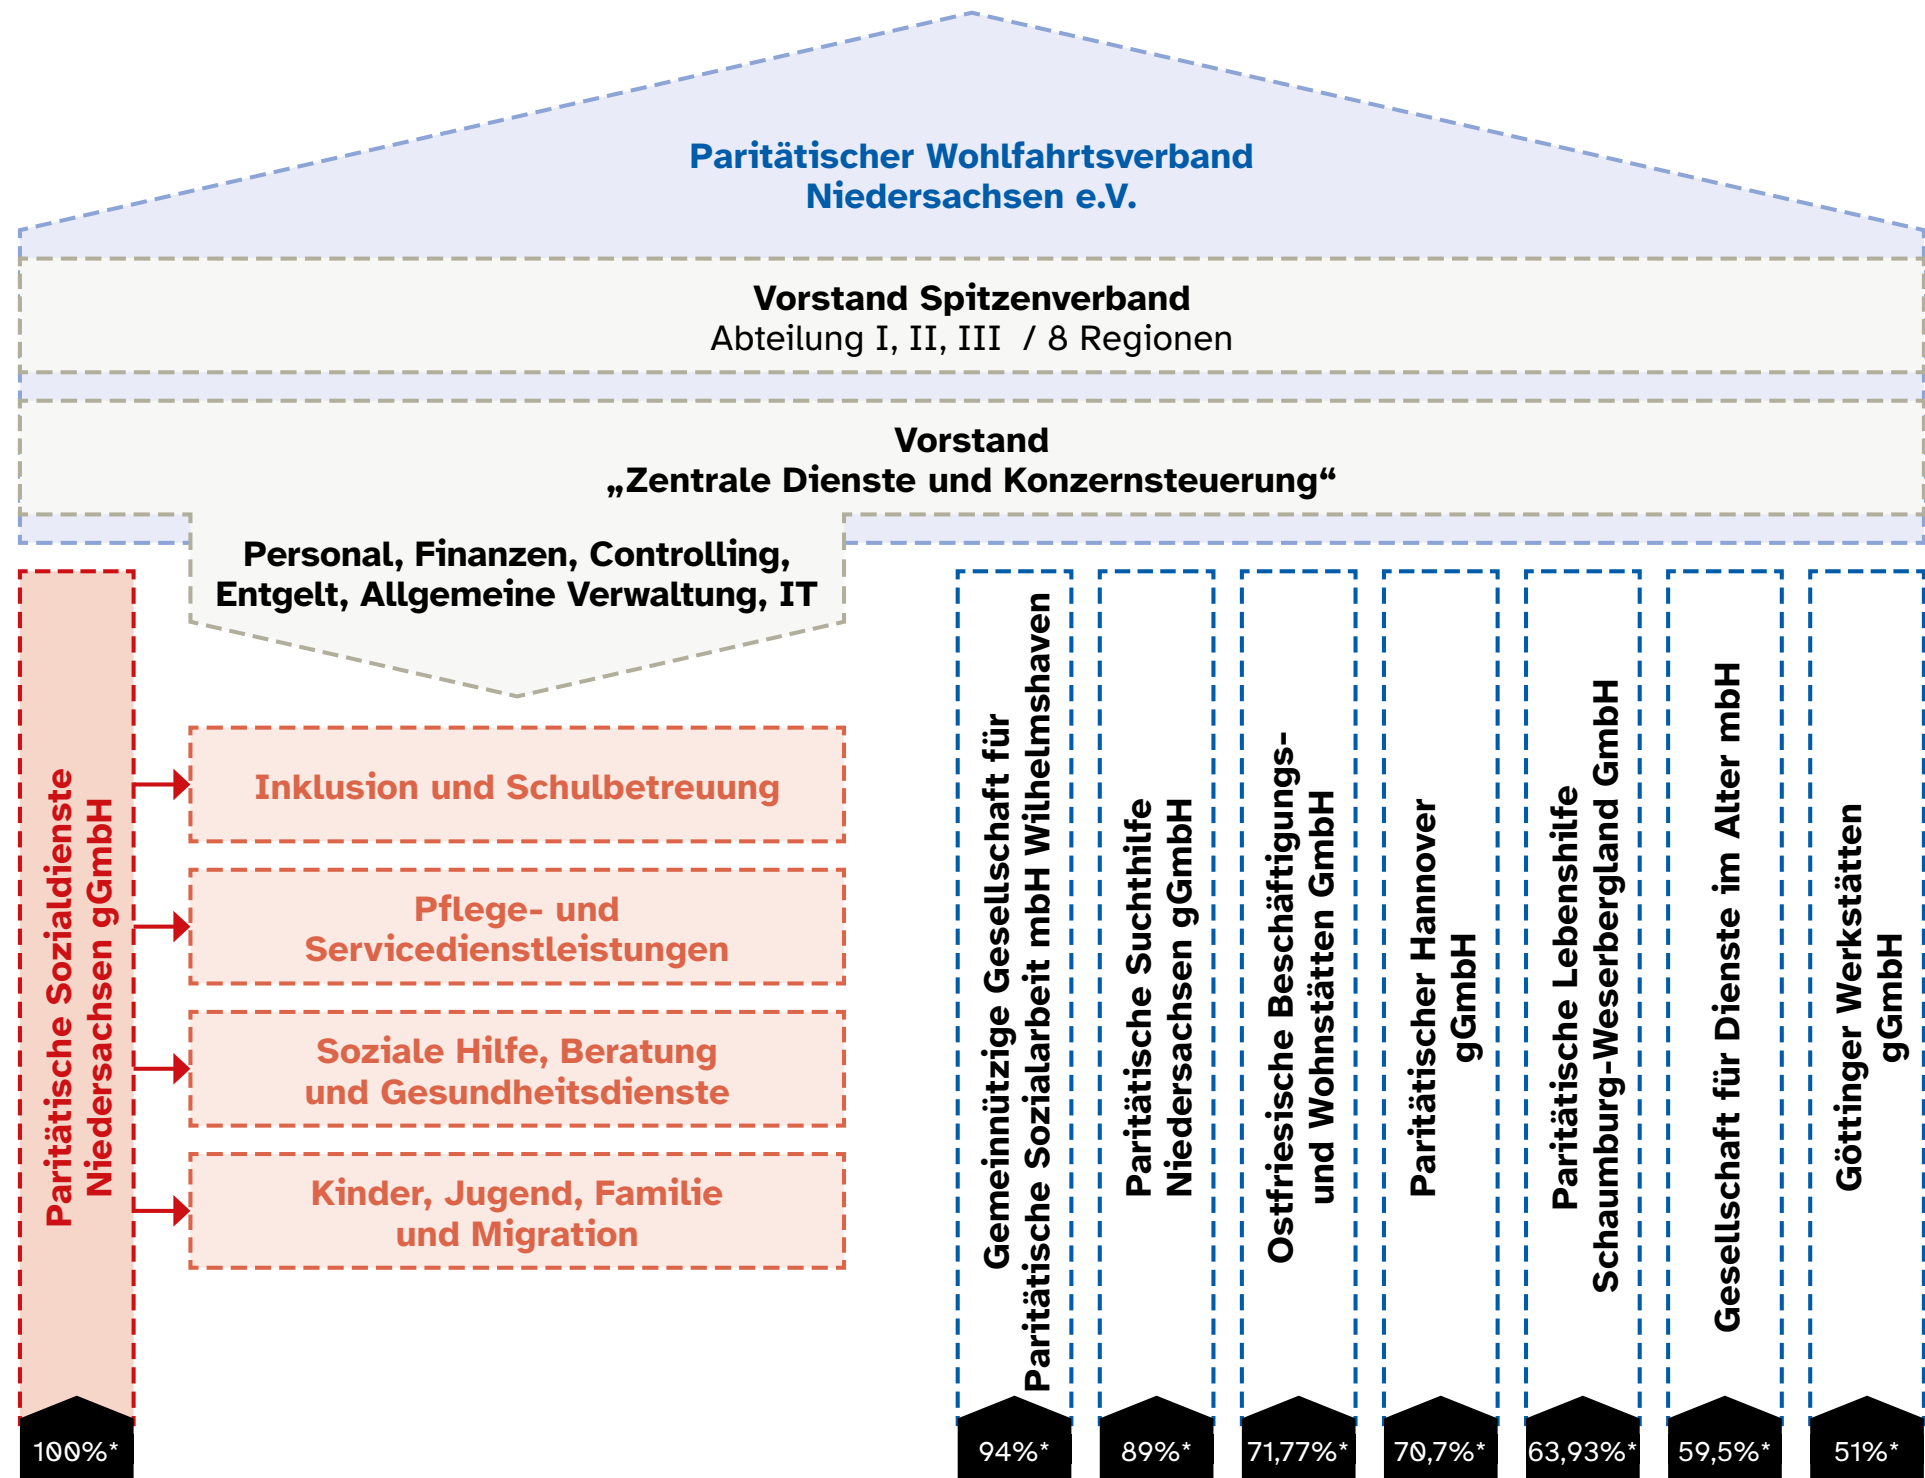 Paritätischer Wohlfahrtsverband
Niedersachsen e.V.
Vorstand Spitzenverband
Abteilung I, II, III / 8 Regionen
Vorstand
„Zentrale Dienste und Konzernsteuerung“
Personal, Finanzen, Controlling,
Entgelt, Allgemeine Verwaltung, IT
Paritätische Sozialdienste
Niedersachsen gGmbH
100%*
Inklusion und Schulbetreuung
Pflege- und
Servicedienstleistungen
Soziale Hilfe, Beratung
und Gesundheitsdienste
Kinder, Jugend, Familie
und Migration
Gemeinnützige Gesellschaft für
Paritätische Sozialarbeit mbH Wilhelmshaven
94%*
Paritätische Suchthilfe
Niedersachsen gGmbH
89%*
Ostfriesische Beschäftigungs-
und Wohnstätten GmbH
71,77%*
Paritätischer Hannover
gGmbH
70,7%*
Paritätische Lebenshilfe
Schaumburg-Weserbergland GmbH
63,93%*
Gesellschaft für Dienste im Alter mbH
59,5%*
Göttinger Werkstätten
gGmbH
51%*